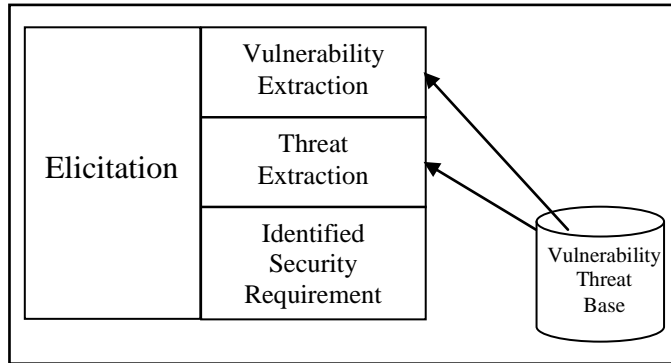 Elicitation
Vulnerability
Extraction
Threat
Extraction
Identified
Security
Requirement
Vulnerability
Threat
Base